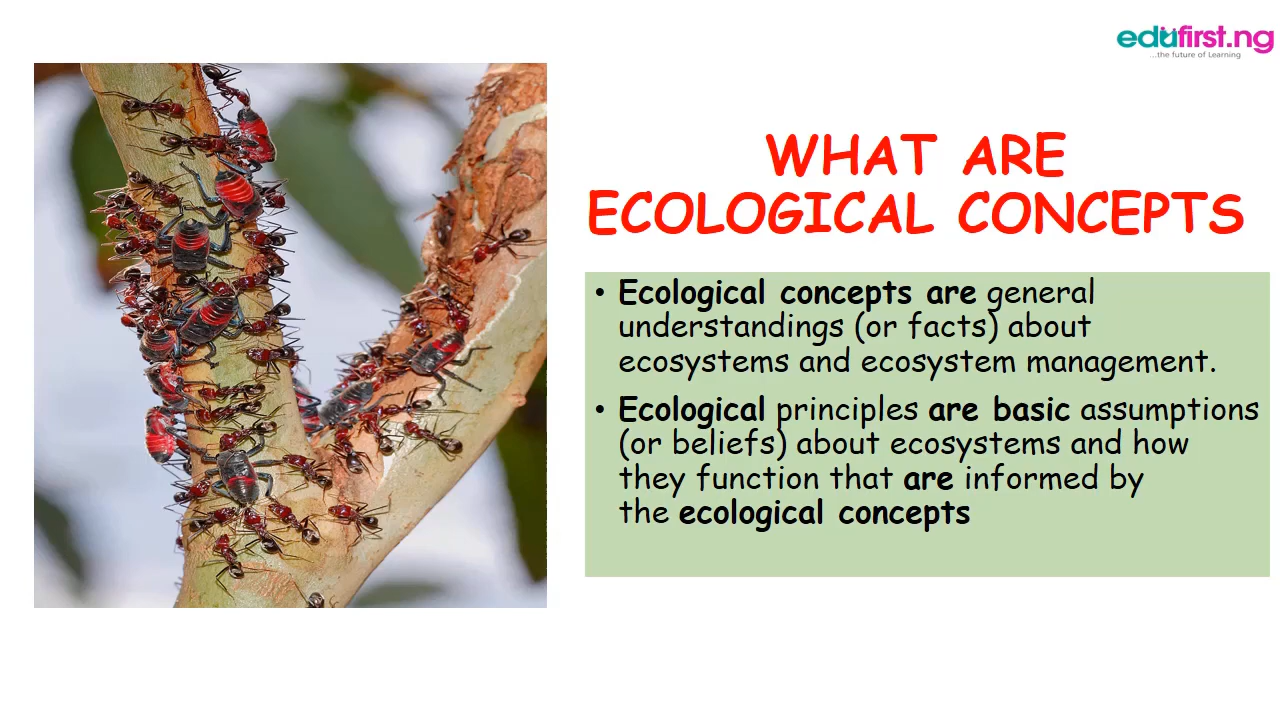 edufirst.ng
...the future of Learning
WHAT ARE
ECOLOGICAL CONCEPTS
• Ecological concepts are general
understandings (or facts) about
ecosystems and ecosystem management.
• Ecological principles are basic assumptions
(or beliefs) about ecosystems and how
they function that are informed by
the ecological concepts